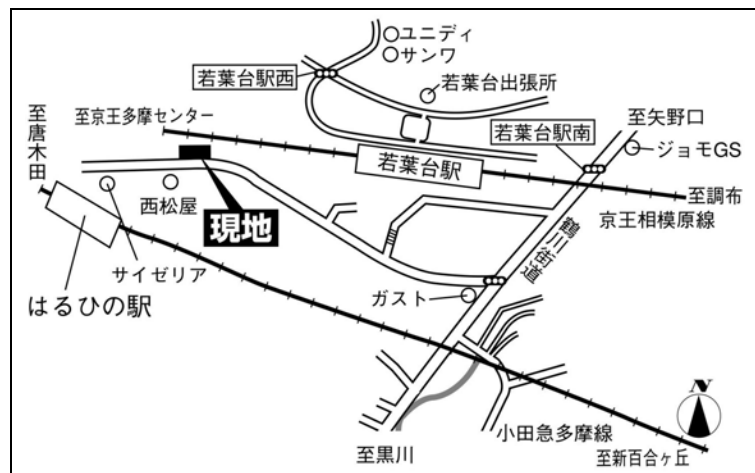 ユニディ
サンワ
若葉台駅西
若葉台出張所
至京王多摩センター
至唐木田
至矢野口
若葉台駅南
ジョモGS
若葉台駅
至調布
京王相模原線
西松屋
現地
鶴川街道
サイゼリア
はるひの駅
ガスト
小田急多摩線
至黒川
至新百合ヶ丘
N